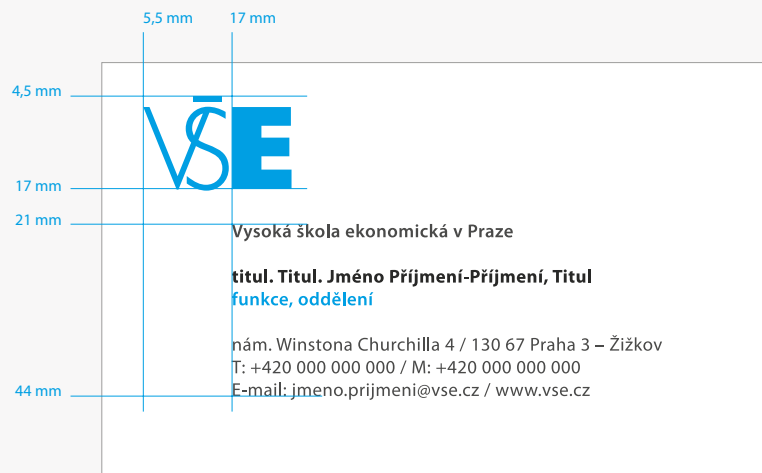 5,5 mm 17 mm
4,5 mm
VŠE
17 mm
21 mm
Vysoká škola ekonomická v Praze
titul. Titul. Jméno Příjmení-Příjmení, Titul
funkce, oddělení
nám. Winstona Churchilla 4 / 130 67 Praha 3 – Žižkov
T: +420 000 000 000 / M: +420 000 000 000
44 mm
E-mail: jmeno.prijmeni@vse.cz / www.vse.cz